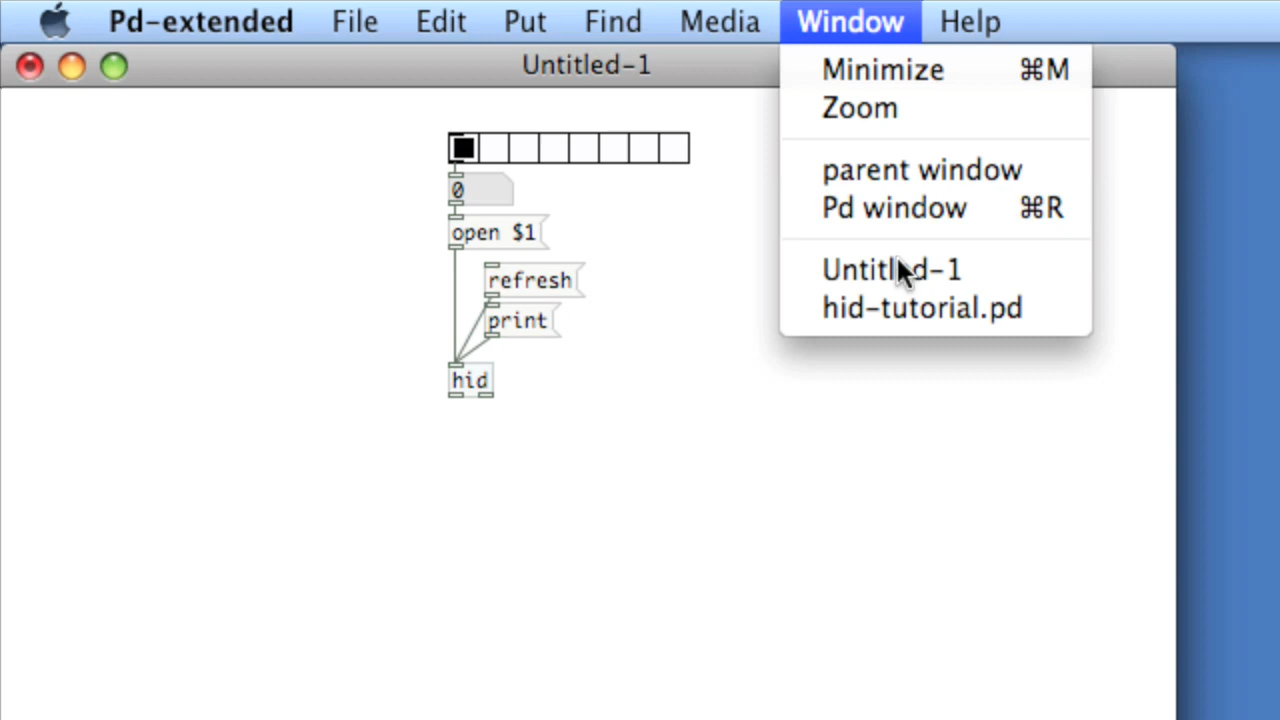 Pd-extended File Edit Put Find Media Window Help
Untitled-1
Minimize ⌘M
Zoom
parent window
Pd window ⌘R
Untitled-1
hid-tutorial.pd
0
open $1
refresh
print
hid